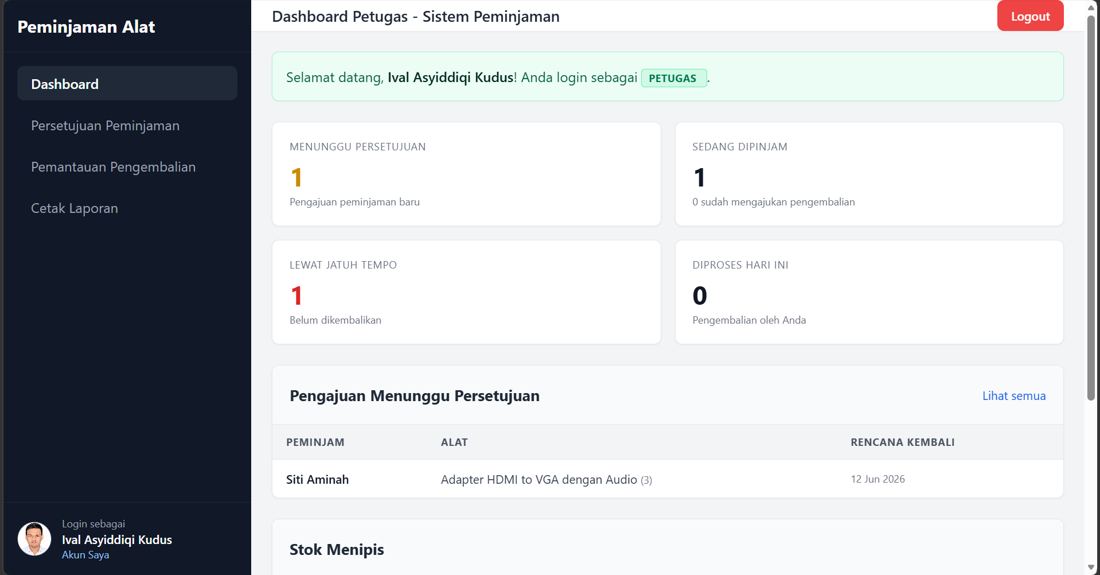 Peminjaman Alat
Dashboard
Persetujuan Peminjaman
Pemantauan Pengembalian
Cetak Laporan
Login sebagai
Ival Asyiddiqi Kudus
Akun Saya
Dashboard Petugas - Sistem Peminjaman
Logout
Selamat datang, Ival Asyiddiqi Kudus! Anda login sebagai PETUGAS.
MENUNGGU PERSETUJUAN
1
Pengajuan peminjaman baru
SEDANG DIPINJAM
1
0 sudah mengajukan pengembalian
LEWAT JATUH TEMPO
1
Belum dikembalikan
DIPROSES HARI INI
0
Pengembalian oleh Anda
Pengajuan Menunggu Persetujuan
Lihat semua
PEMINJAM ALAT RENCANA KEMBALI
Siti Aminah Adapter HDMI to VGA dengan Audio (3) 12 Jun 2026
Stok Menipis